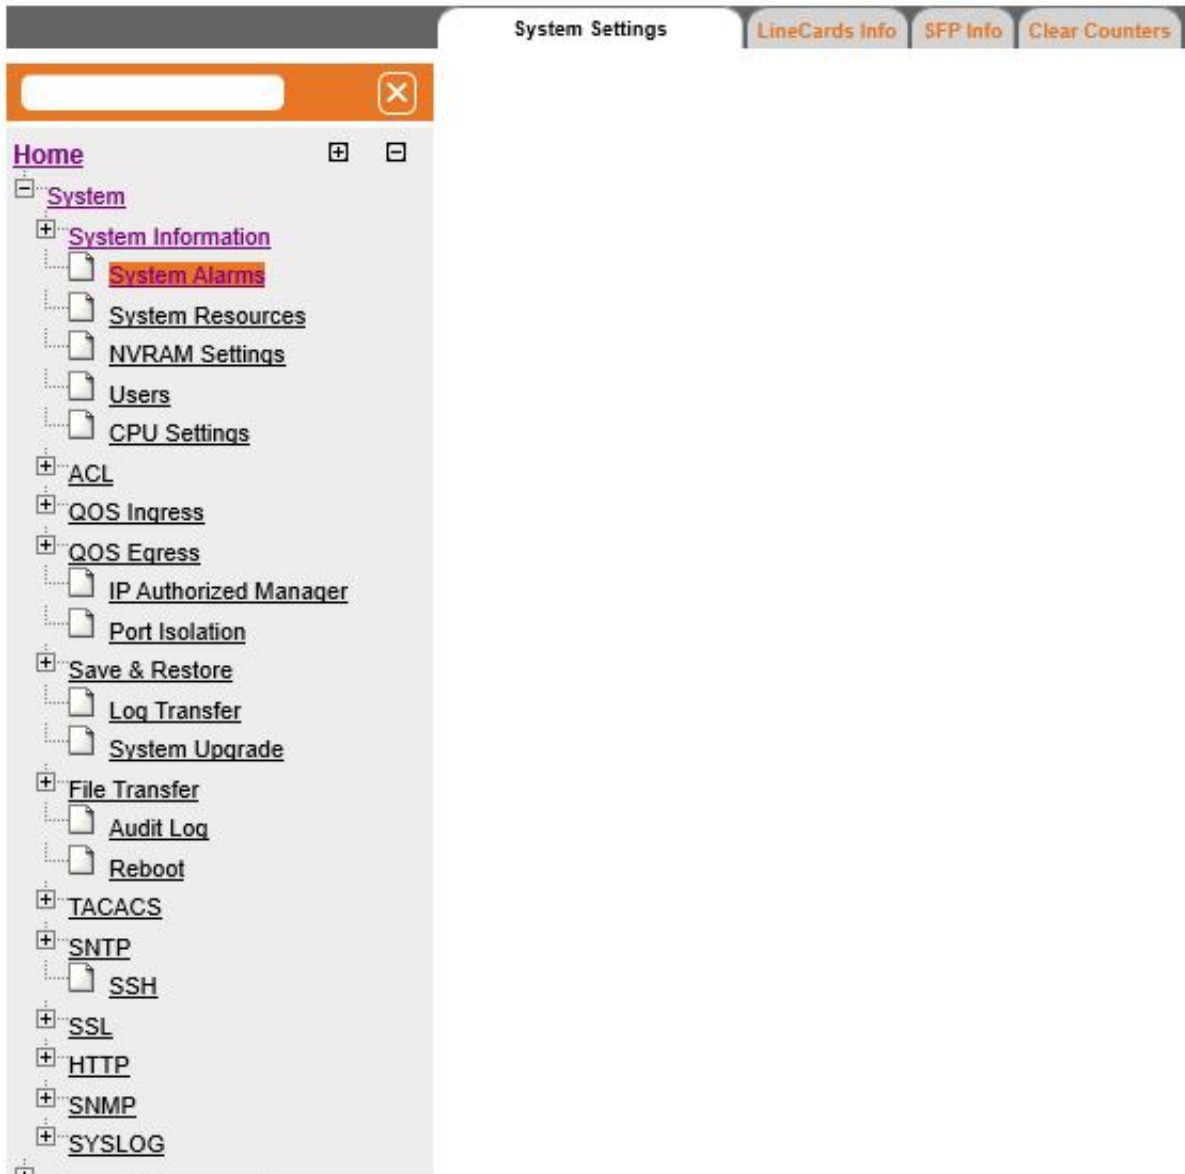 System Settings LineCards Info SFP Info Clear Counters
Home
System
System Information
System Alarms
System Resources
NVRAM Settings
Users
CPU Settings
ACL
QOS Ingress
QOS Egress
IP Authorized Manager
Port Isolation
Save & Restore
Log Transfer
System Upgrade
File Transfer
Audit Log
Reboot
TACACS
SNTP
SSH
SSL
HTTP
SNMP
SYSLOG